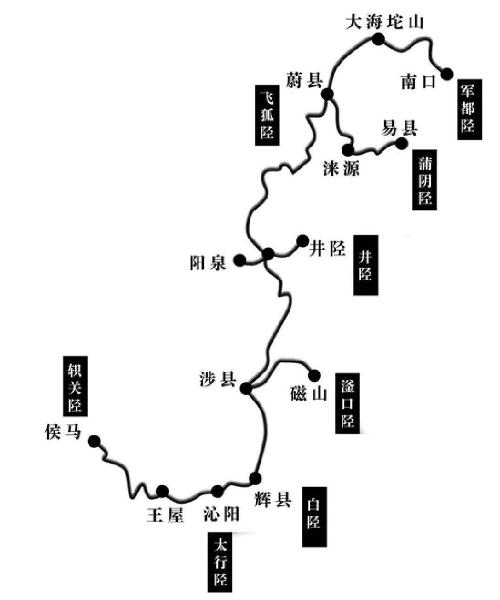 大海坨山
蔚县
南口
军都陉
飞狐陉
易县
涞源
蒲阴陉
阳泉
井陉
井陉
涉县
磁山
滏口陉
轵关陉
侯马
王屋
沁阳
辉县
白陉
太行陉